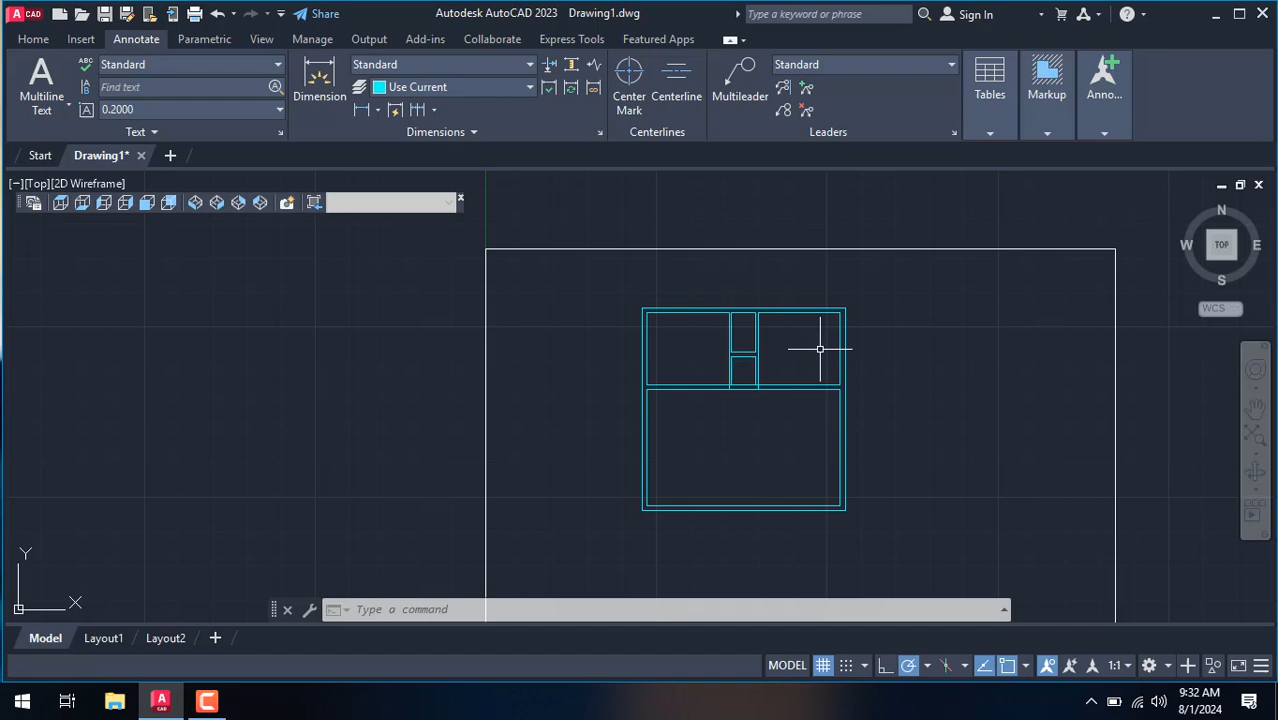 CAD Share Autodesk AutoCAD 2023 Drawing1.dwg Type a keyword or phrase Sign In
Home Insert Annotate Parametric View Manage Output Add-ins Collaborate Express Tools Featured Apps
Multiline Text
ABC Standard
Find text
0.2000
Text
Dimension
Standard
Use Current
Dimensions
Center Mark
Centerline
Centerlines
Multileader
Standard
Leaders
Tables
Markup
Anno...
Start Drawing1*
[−][Top][2D Wireframe]
N
W TOP E
S
WCS
Y
X
Type a command
Model Layout1 Layout2
MODEL 1:1
CAD
9:32 AM
8/1/2024